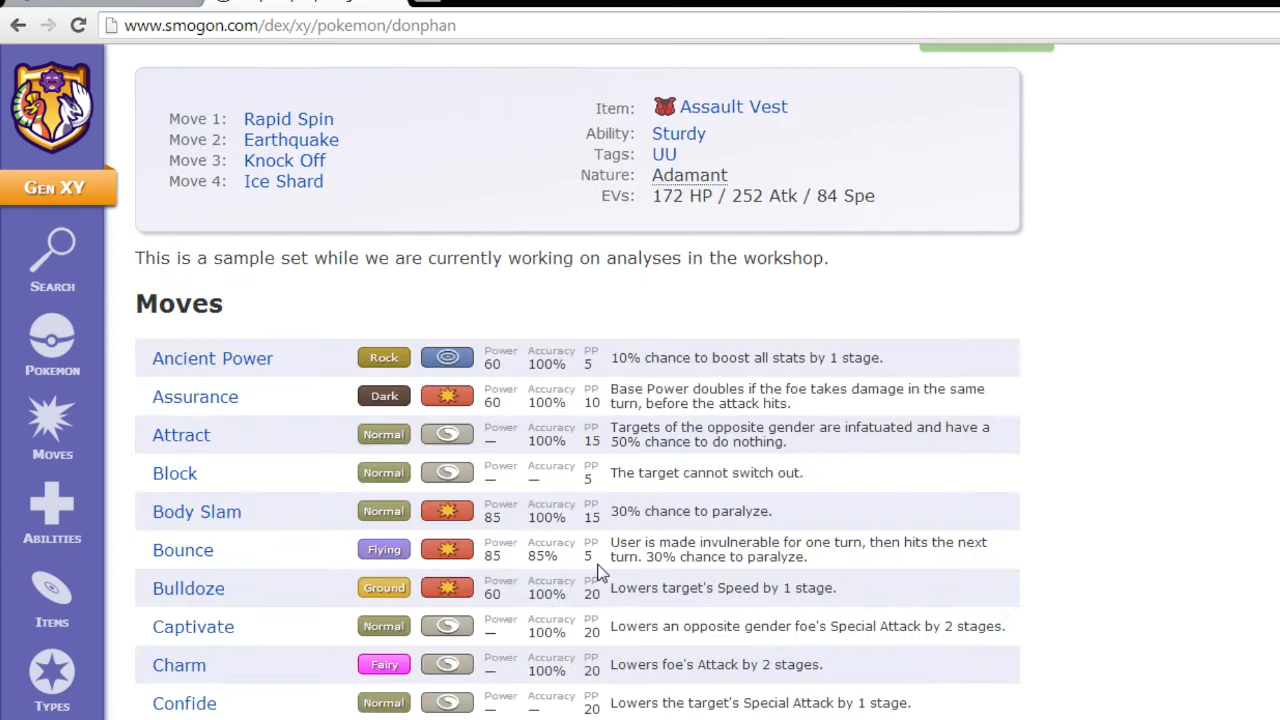 www.smogon.com/dex/xy/pokemon/donphan
GEN XY
SEARCH
POKEMON
MOVES
ABILITIES
ITEMS
TYPES
Move 1: Rapid Spin
Move 2: Earthquake
Move 3: Knock Off
Move 4: Ice Shard
Item: Assault Vest
Ability: Sturdy
Tags: UU
Nature: Adamant
EVs: 172 HP / 252 Atk / 84 Spe
This is a sample set while we are currently working on analyses in the workshop.
Moves
Ancient Power Rock Power 60 Accuracy 100% PP 5 10% chance to boost all stats by 1 stage.
Assurance Dark Power 60 Accuracy 100% PP 10 Base Power doubles if the foe takes damage in the same
turn, before the attack hits.
Attract Normal Power — Accuracy 100% PP 15 Targets of the opposite gender are infatuated and have a
50% chance to do nothing.
Block Normal Power — Accuracy — PP 5 The target cannot switch out.
Body Slam Normal Power 85 Accuracy 100% PP 15 30% chance to paralyze.
Bounce Flying Power 85 Accuracy 85% PP 5 User is made invulnerable for one turn, then hits the next
turn. 30% chance to paralyze.
Bulldoze Ground Power 60 Accuracy 100% PP 20 Lowers target's Speed by 1 stage.
Captivate Normal Power — Accuracy 100% PP 20 Lowers an opposite gender foe's Special Attack by 2 stages.
Charm Fairy Power — Accuracy 100% PP 20 Lowers foe's Attack by 2 stages.
Confide Normal Power — Accuracy — PP 20 Lowers the target's Special Attack by 1 stage.